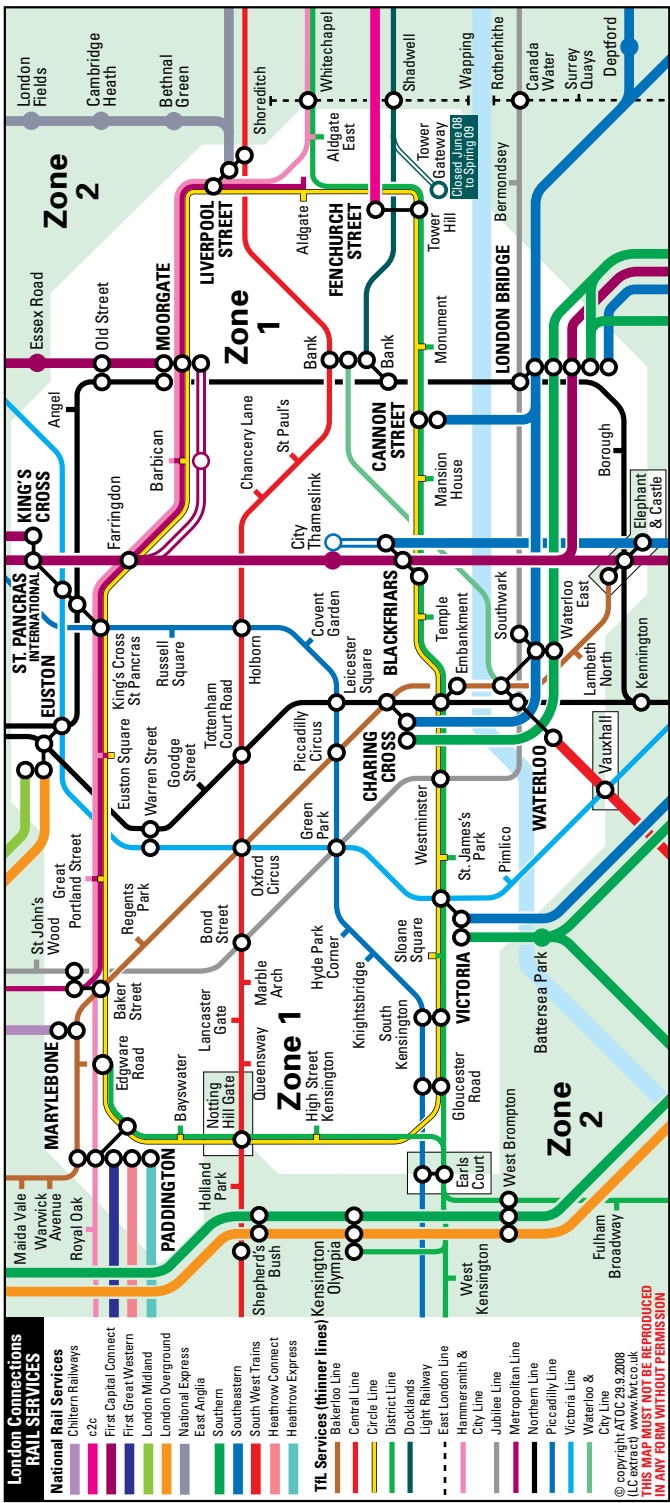 London Connections
RAIL SERVICES
National Rail Services
Chiltern Railways
c2c
First Capital Connect
First Great Western
London Midland
London Overground
National Express
East Anglia
Southern
Southeastern
South West Trains
Heathrow Connect
Heathrow Express
TfL Services (thinner lines)
Bakerloo Line
Central Line
Circle Line
District Line
Docklands
Light Railway
East London Line
Hammersmith &
City Line
Jubilee Line
Metropolitan Line
Northern Line
Piccadilly Line
Victoria Line
Waterloo &
City Line
© copyright ATOC 29.9.2008
(LC extract) www.fwt.co.uk
THIS MAP MUST NOT BE REPRODUCED
IN ANY FORM WITHOUT PERMISSION
Maida Vale
Warwick
Avenue
Royal Oak
PADDINGTON
MARYLEBONE
Edgware
Road
Baker
Street
St John's
Wood
Great
Portland Street
Regents
Park
Bayswater
Notting
Hill Gate
Holland
Park
Shepherd's
Bush
Kensington
Olympia
Queensway
Lancaster
Gate
Marble
Arch
Bond
Street
Oxford
Circus
Zone 1
High Street
Kensington
Hyde Park
Corner
Knightsbridge
South
Kensington
Gloucester
Road
Earls
Court
West
Kensington
West Brompton
Fulham
Broadway
Zone
2
Battersea Park
VICTORIA
Sloane
Square
St. James's
Park
Pimlico
Westminster
Green
Park
Piccadilly
Circus
EUSTON
Euston Square
Warren Street
Goodge
Street
Tottenham
Court Road
ST. PANCRAS
INTERNATIONAL
KING'S
CROSS
King's Cross
St Pancras
Russell
Square
Holborn
Covent
Garden
Leicester
Square
CHARING
CROSS
Embankment
WATERLOO
Vauxhall
Waterloo
East
Southwark
Lambeth
North
Kennington
Elephant
& Castle
Borough
Temple
BLACKFRIARS
City
Thameslink
Farringdon
Barbican
Angel
Chancery Lane
St Paul's
Mansion
House
CANNON
STREET
Bank
Bank
Monument
LONDON BRIDGE
Essex Road
Old Street
MOORGATE
Zone
1
LIVERPOOL
STREET
Aldgate
FENCHURCH
STREET
Tower
Hill
Tower
Gateway
Closed June 08
to Spring 09
Aldgate
East
Bermondsey
Zone
2
London
Fields
Cambridge
Heath
Bethnal
Green
Shoreditch
Whitechapel
Shadwell
Wapping
Rotherhithe
Canada
Water
Surrey
Quays
Deptford